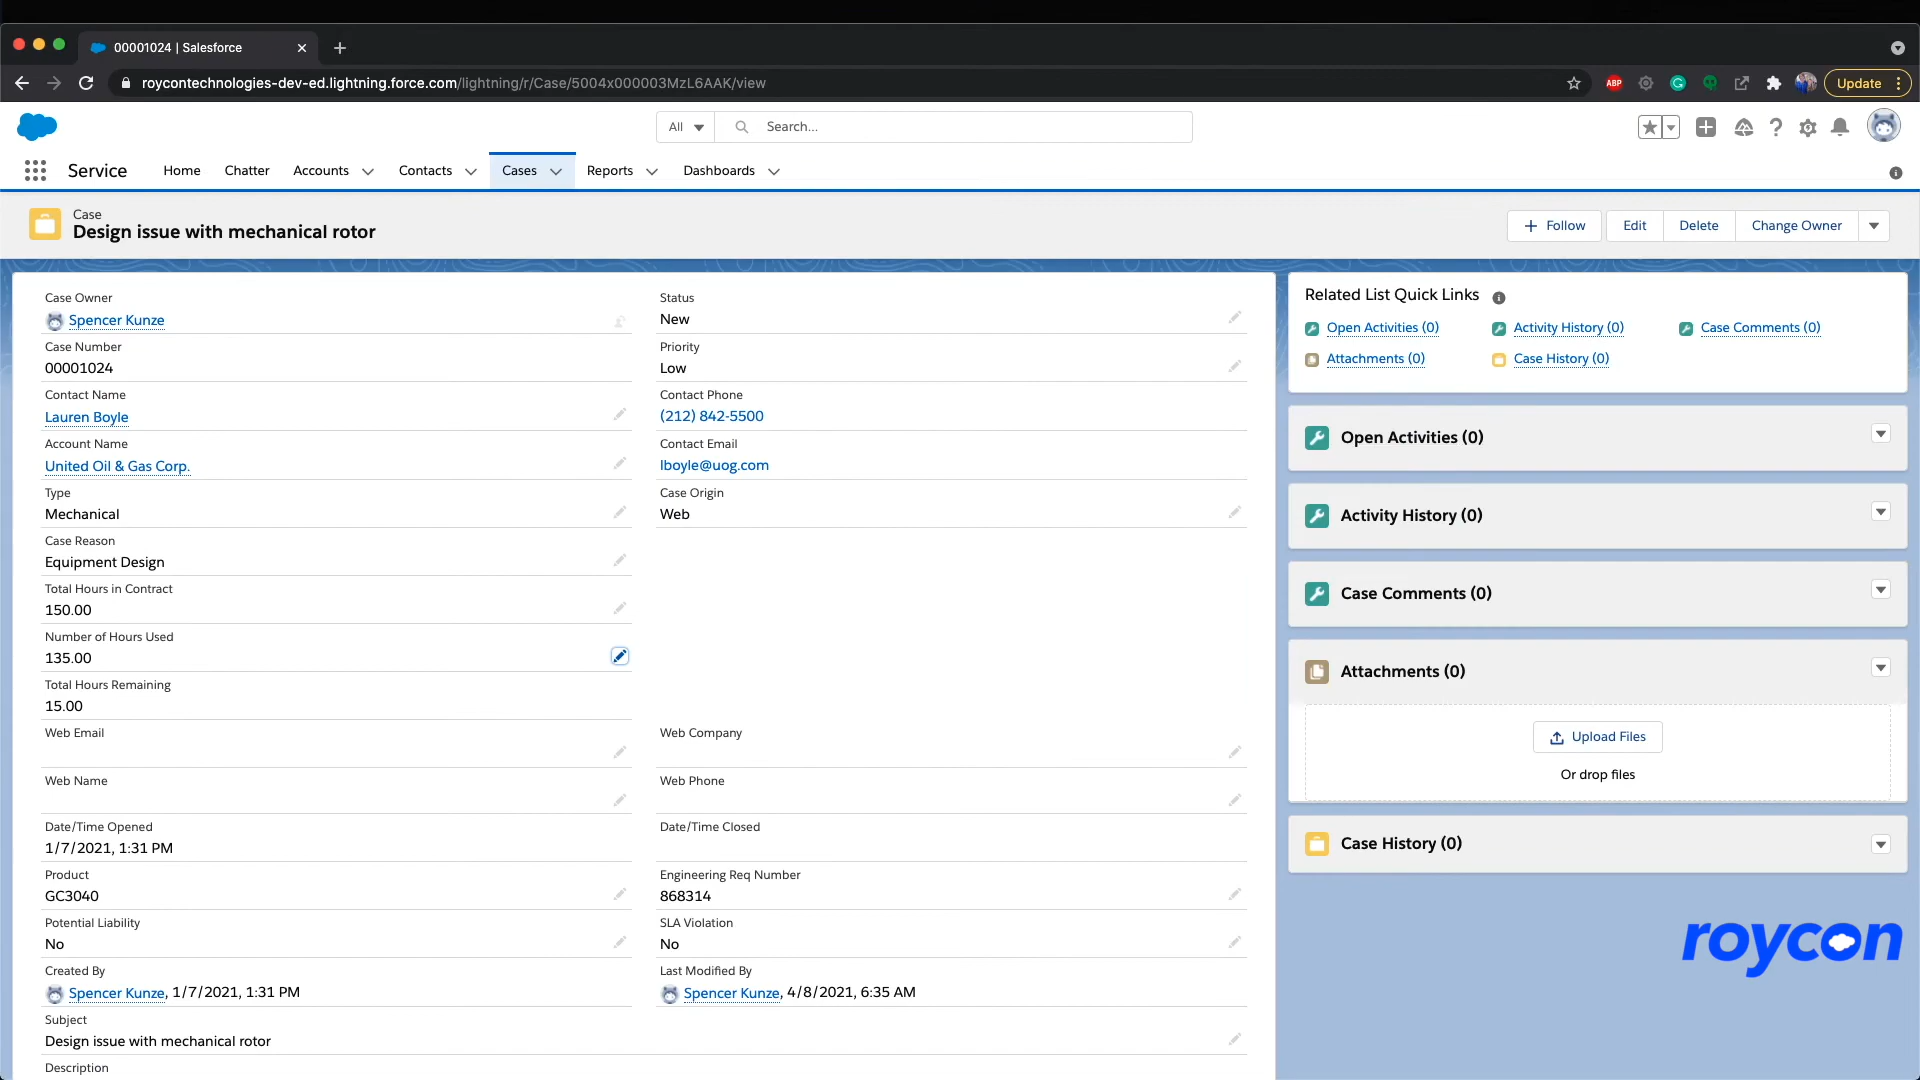 00001024 | Salesforce
roycontechnologies-dev-ed.lightning.force.com/lightning/r/Case/5004x000003MzL6AAK/view
ABP
Update
All
Search...
Service
Home
Chatter
Accounts
Contacts
Cases
Reports
Dashboards
Case
Design issue with mechanical rotor
Follow
Edit
Delete
Change Owner
Case Owner
Spencer Kunze
Status
New
Case Number
00001024
Priority
Low
Contact Name
Lauren Boyle
Contact Phone
(212) 842-5500
Account Name
United Oil & Gas Corp.
Contact Email
lboyle@uog.com
Type
Mechanical
Case Origin
Web
Case Reason
Equipment Design
Total Hours in Contract
150.00
Number of Hours Used
135.00
Total Hours Remaining
15.00
Web Email
Web Company
Web Name
Web Phone
Date/Time Opened
1/7/2021, 1:31 PM
Date/Time Closed
Product
GC3040
Engineering Req Number
868314
Potential Liability
No
SLA Violation
No
Created By
Spencer Kunze, 1/7/2021, 1:31 PM
Last Modified By
Spencer Kunze, 4/8/2021, 6:35 AM
Subject
Design issue with mechanical rotor
Description
Related List Quick Links
Open Activities (0)
Activity History (0)
Case Comments (0)
Attachments (0)
Case History (0)
Open Activities (0)
Activity History (0)
Case Comments (0)
Attachments (0)
Upload Files
Or drop files
Case History (0)
roycon